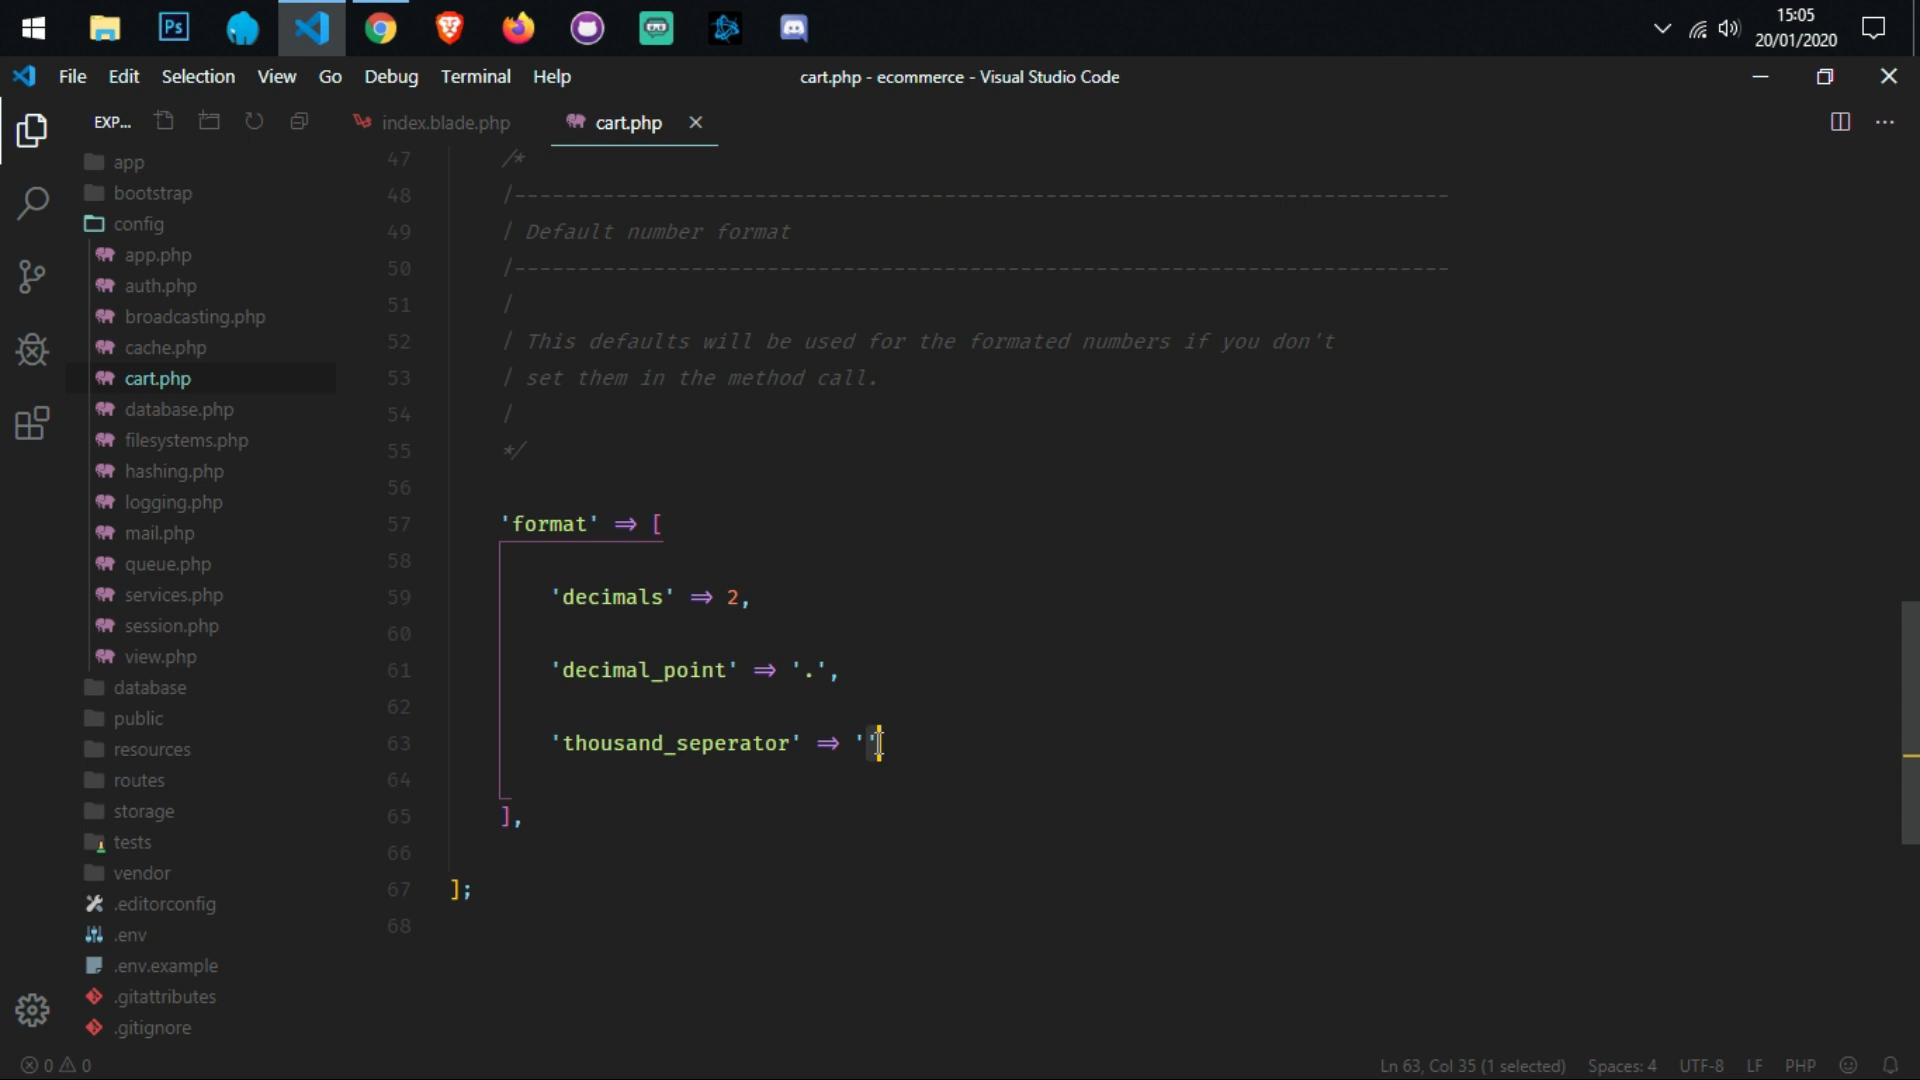 Ps
15:05
20/01/2020
File Edit Selection View Go Debug Terminal Help
cart.php - ecommerce - Visual Studio Code
EXP...
index.blade.php
cart.php
app
bootstrap
config
app.php
auth.php
broadcasting.php
cache.php
cart.php
database.php
filesystems.php
hashing.php
logging.php
mail.php
queue.php
services.php
session.php
view.php
database
public
resources
routes
storage
tests
vendor
.editorconfig
.env
.env.example
.gitattributes
.gitignore
47 /*
48 |--------------------------------------------------------------------------
49 | Default number format
50 |--------------------------------------------------------------------------
51 |
52 | This defaults will be used for the formated numbers if you don't
53 | set them in the method call.
54 |
55 */
56
57 'format' => [
58
59 'decimals' => 2,
60
61 'decimal_point' => '.',
62
63 'thousand_seperator' => ''
64
65 ],
66
67 ];
68
0 0
Ln 63, Col 35 (1 selected) Spaces: 4 UTF-8 LF PHP